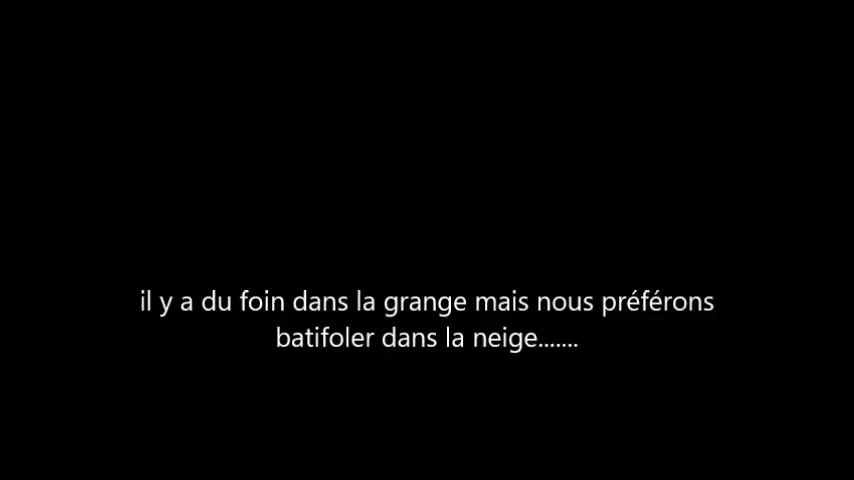 il y a du foin dans la grange mais nous préférons
batifoler dans la neige.......